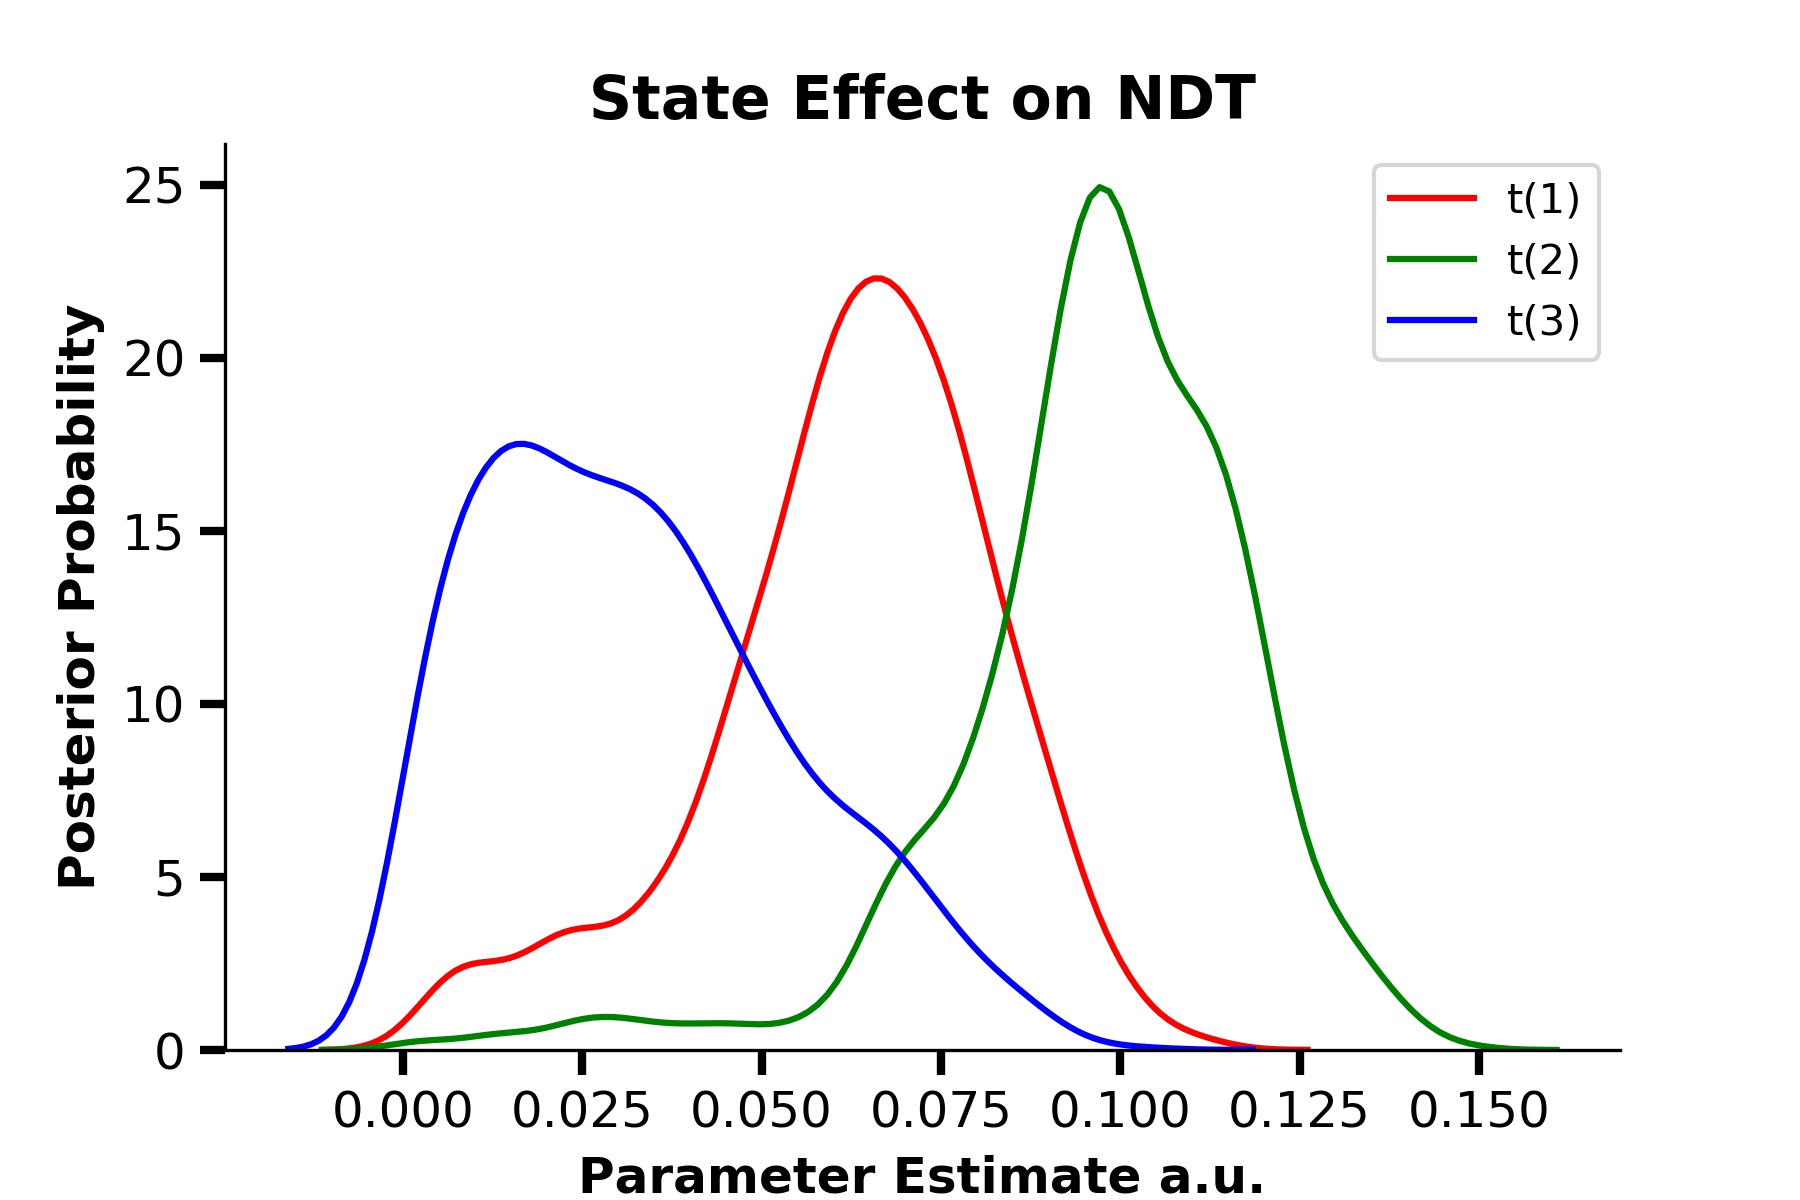 State Effect on NDT
25
20
15
10
5
0
Posterior Probability
t(1)
t(2)
t(3)
0.000 0.025 0.050 0.075 0.100 0.125 0.150
Parameter Estimate a.u.